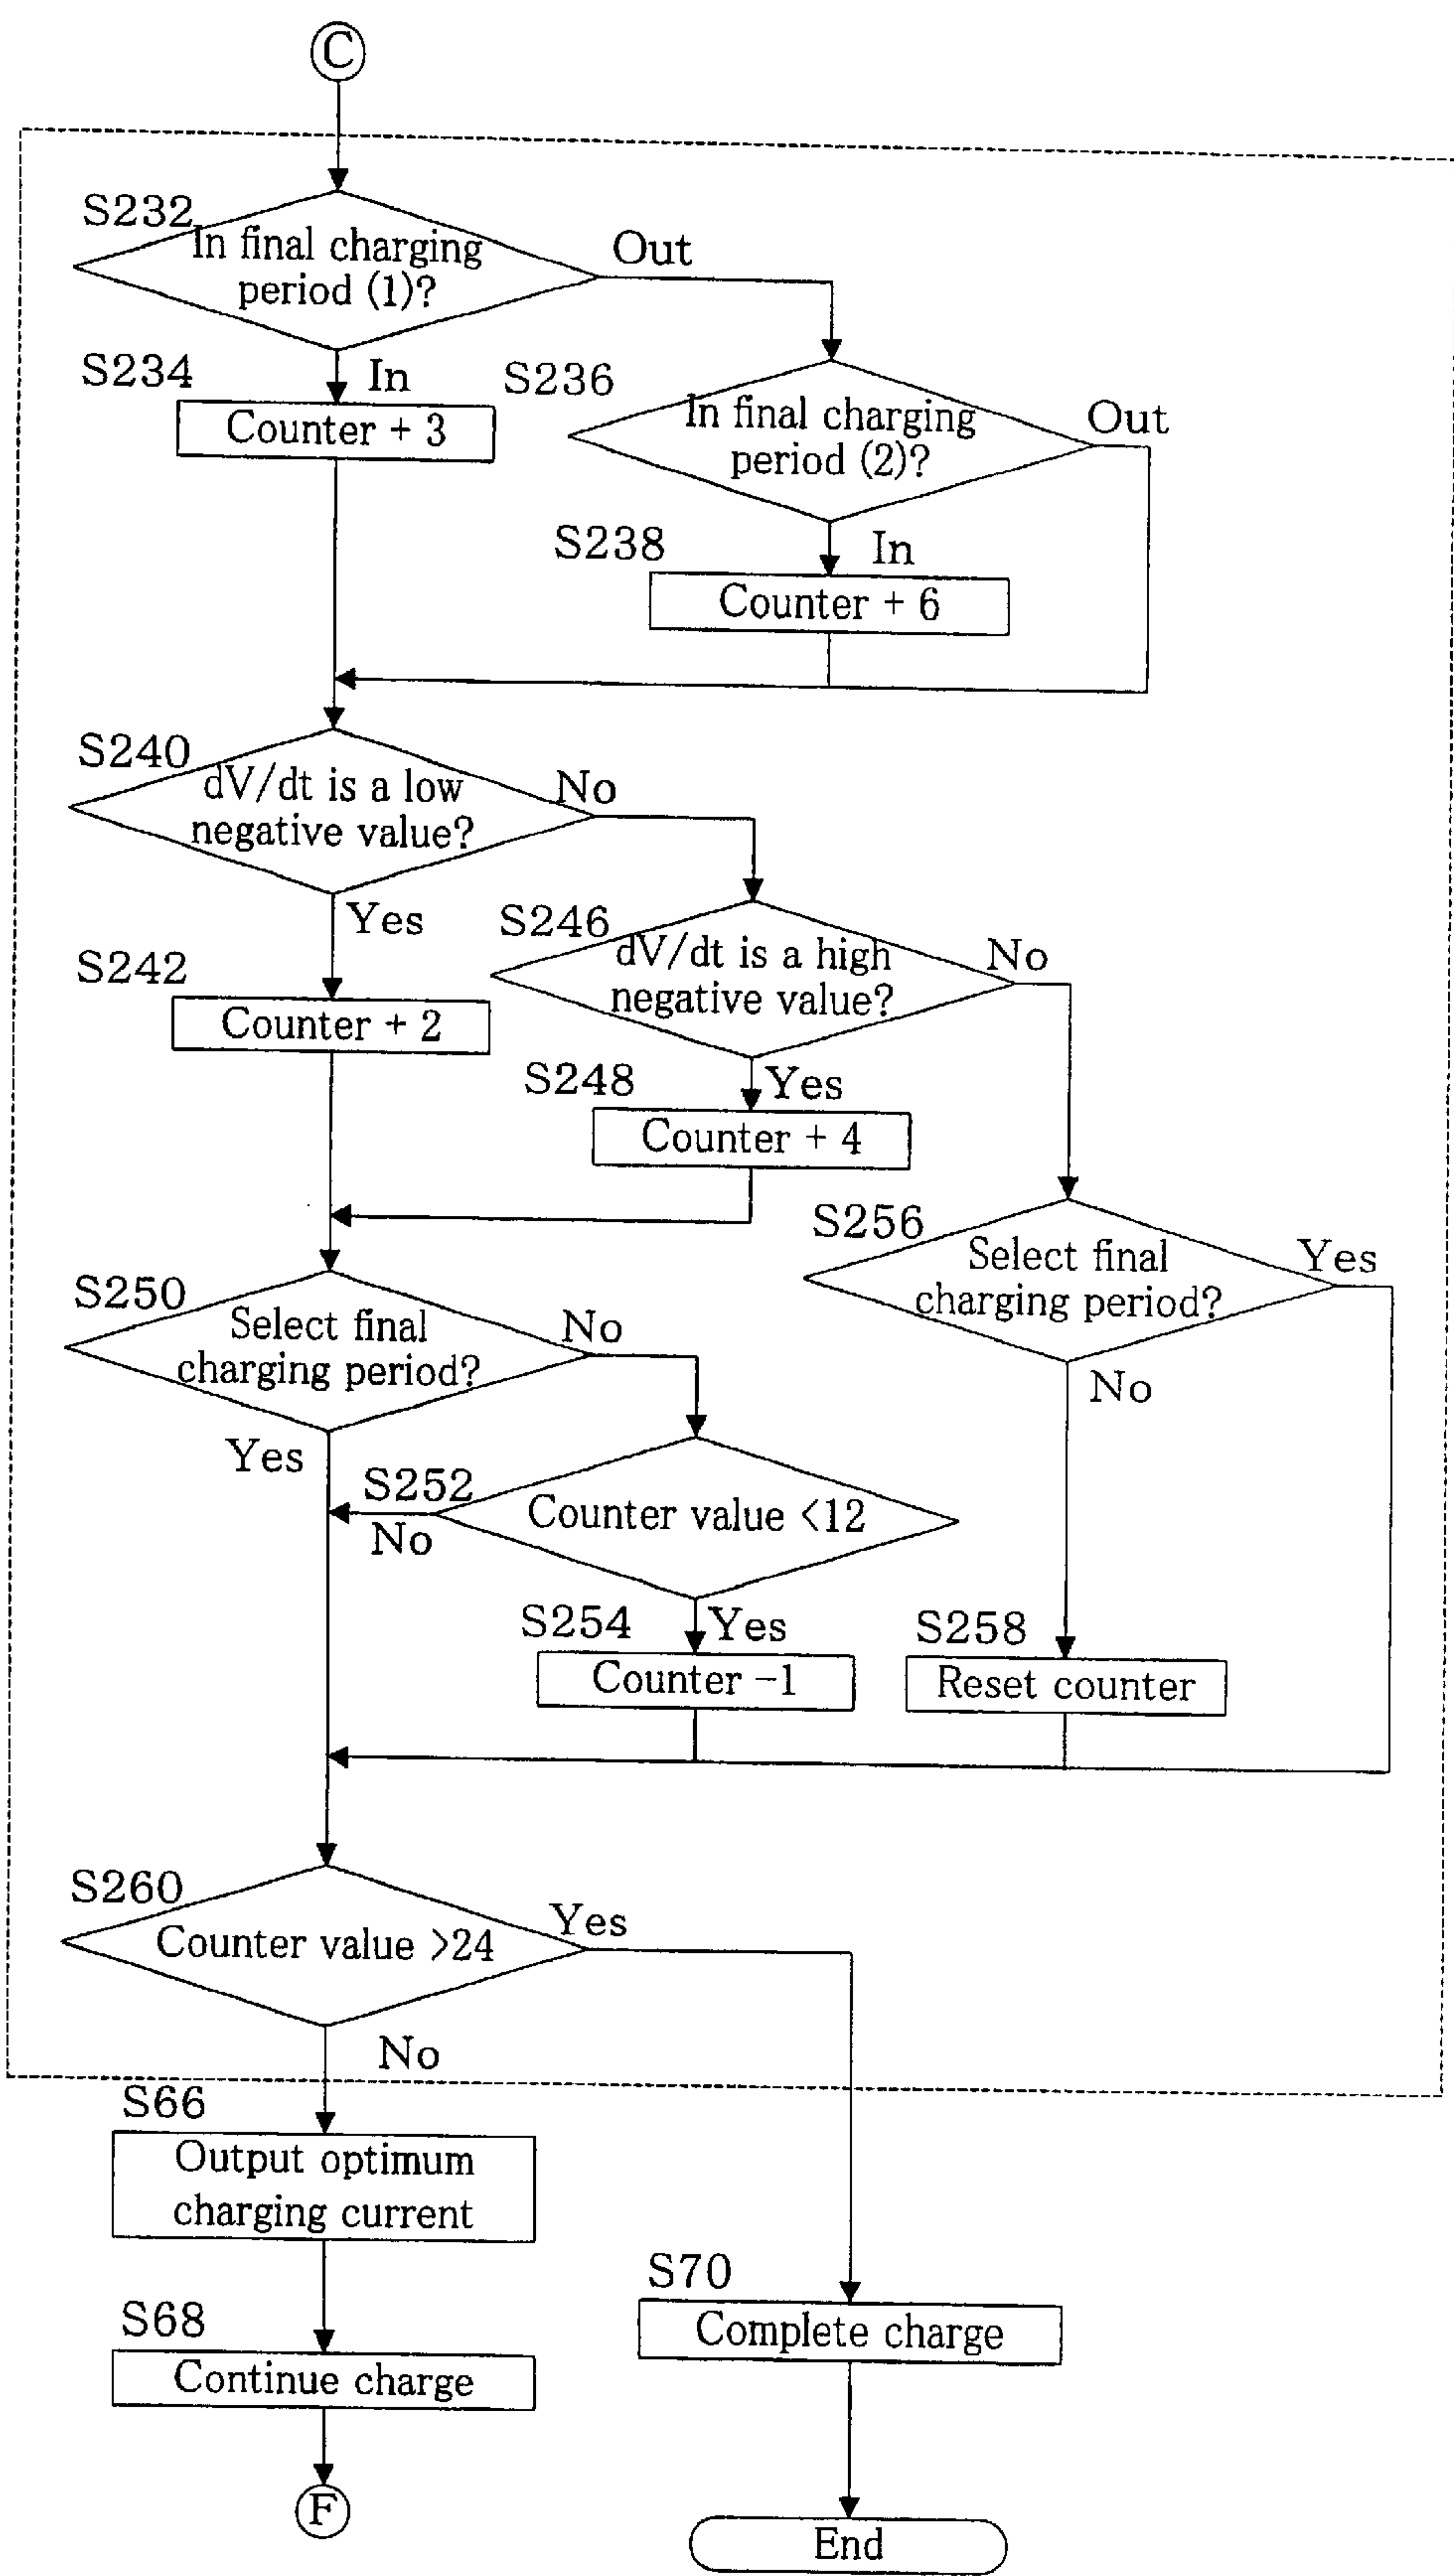 C
S232
In final charging
period (1)?
Out
In
S234
Counter + 3
S236
In final charging
period (2)?
Out
In
S238
Counter + 6
S240
dV/dt is a low
negative value?
No
Yes
S242
Counter + 2
S246
dV/dt is a high
negative value?
No
Yes
S248
Counter + 4
S250
Select final
charging period?
No
Yes
S252
Counter value <12
No
Yes
S254
Counter −1
S256
Select final
charging period?
Yes
No
S258
Reset counter
S260
Counter value >24
Yes
No
S66
Output optimum
charging current
S68
Continue charge
F
S70
Complete charge
End